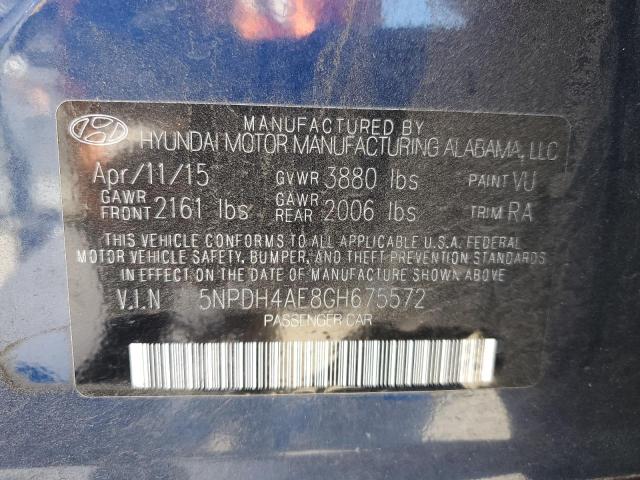 MANUFACTURED BY
HYUNDAI MOTOR MANUFACTURING ALABAMA, LLC
Apr/11/15 GVWR 3880 lbs PAINT VU
GAWR FRONT 2161 lbs GAWR REAR 2006 lbs TRIM RA
THIS VEHICLE CONFORMS TO ALL APPLICABLE U.S.A. FEDERAL
MOTOR VEHICLE SAFETY, BUMPER, AND THEFT PREVENTION STANDARDS
IN EFFECT ON THE DATE OF MANUFACTURE SHOWN ABOVE.
V.I.N 5NPDH4AE8GH675572
PASSENGER CAR